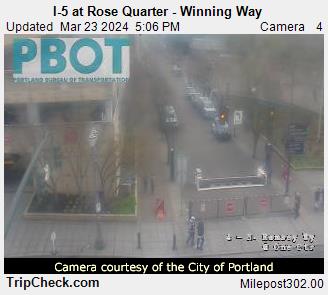 I-5 at Rose Quarter - Winning Way
Updated Mar 23 2024 5:06 PM Camera 4
PBOT
PORTLAND BUREAU OF TRANSPORTATION
Camera courtesy of the City of Portland
TripCheck.com Milepost302.00